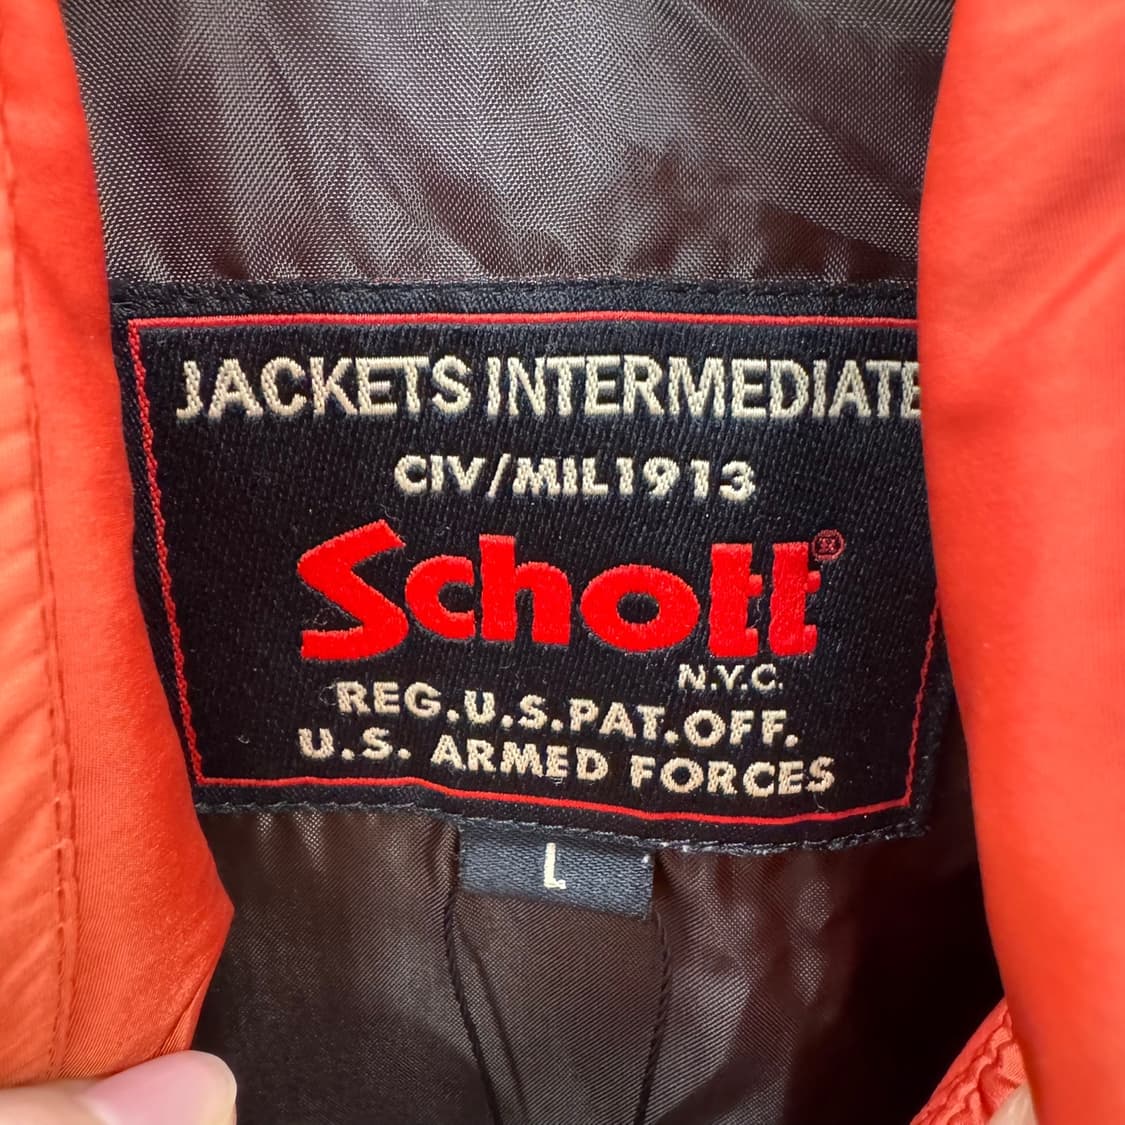 JACKETS INTERMEDIATE
CIV/MIL1913
Schott®
N.Y.C.
REG.U.S.PAT.OFF.
U.S. ARMED FORCES
L